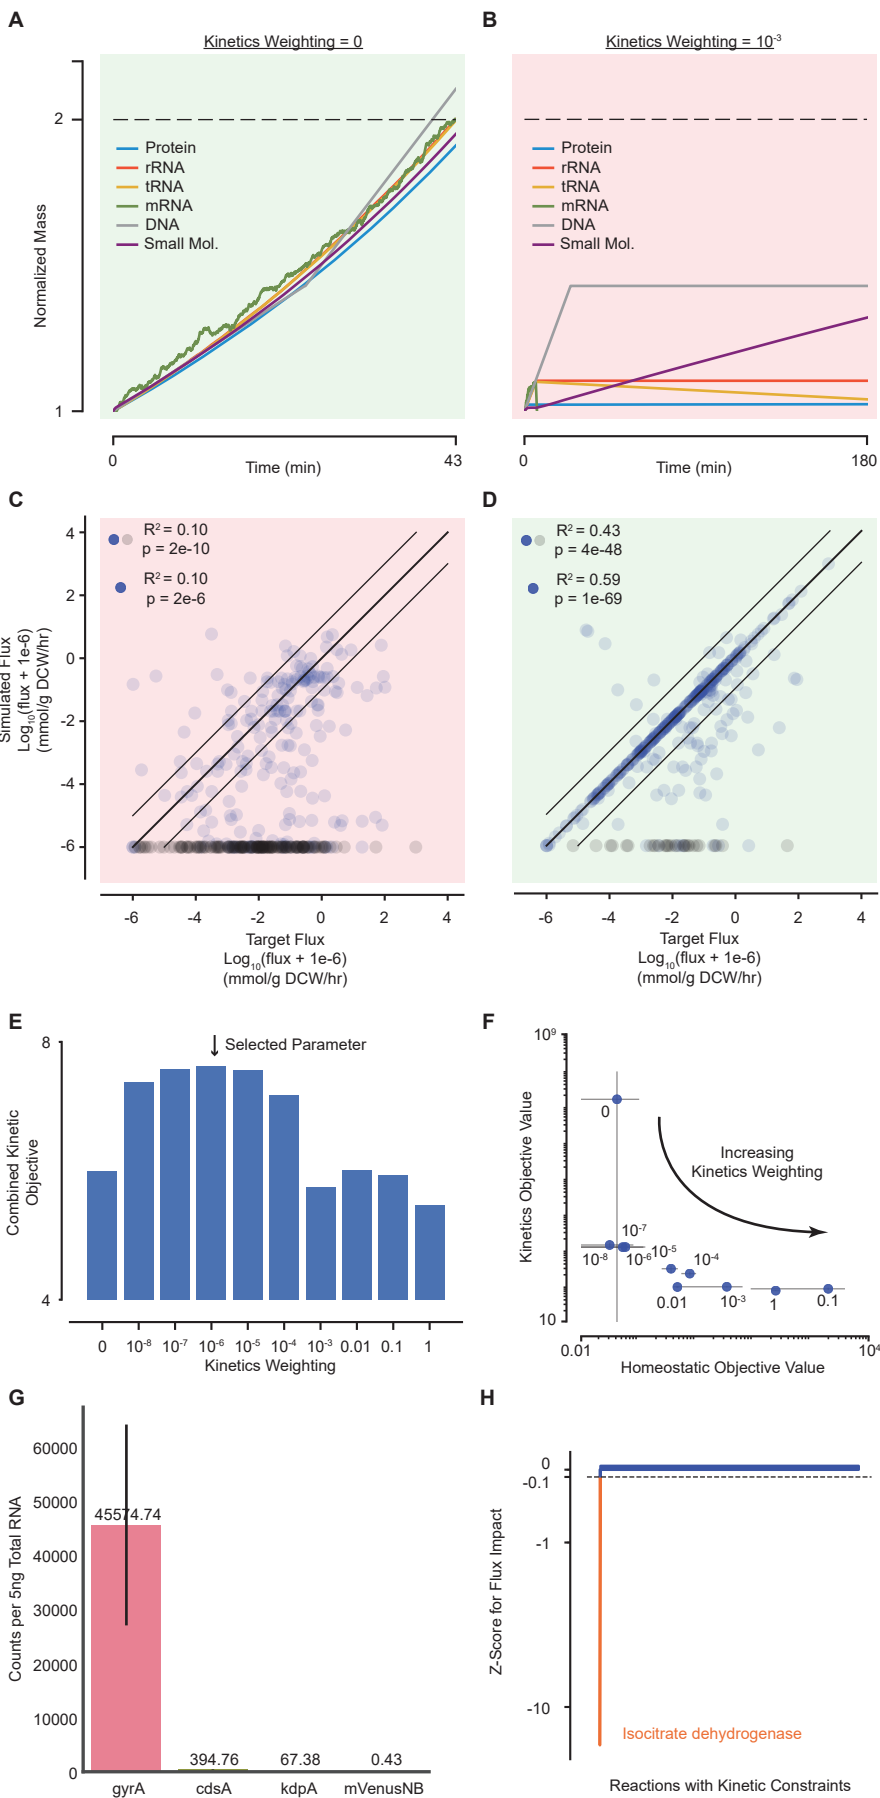 A
Kinetics Weighting = 0
2
1
Normalized Mass
Protein
rRNA
tRNA
mRNA
DNA
Small Mol.
0
43
Time (min)
B
Kinetics Weighting = 10⁻³
Protein
rRNA
tRNA
mRNA
DNA
Small Mol.
0
180
Time (min)
C
R² = 0.10
p = 2e-10
R² = 0.10
p = 2e-6
4
2
0
-2
-4
-6
Simulated Flux
Log₁₀(flux + 1e-6)
(mmol/g DCW/hr)
-6 -4 -2 0 2 4
Target Flux
Log₁₀(flux + 1e-6)
(mmol/g DCW/hr)
D
R² = 0.43
p = 4e-48
R² = 0.59
p = 1e-69
-6 -4 -2 0 2 4
Target Flux
Log₁₀(flux + 1e-6)
(mmol/g DCW/hr)
E
8
4
Combined Kinetic
Objective
Selected Parameter
0 10⁻⁸ 10⁻⁷ 10⁻⁶ 10⁻⁵ 10⁻⁴ 10⁻³ 0.01 0.1 1
Kinetics Weighting
F
10⁹
10
Kinetics Objective Value
0
Increasing
Kinetics Weighting
10⁻⁷
10⁻⁸ 10⁻⁶ 10⁻⁵ 10⁻⁴
0.01 10⁻³ 1 0.1
0.01
10⁴
Homeostatic Objective Value
G
60000
50000
40000
30000
20000
10000
0
Counts per 5ng Total RNA
45574.74
394.76 67.38 0.43
gyrA cdsA kdpA mVenusNB
H
0
-0.1
-1
-10
Z-Score for Flux Impact
Isocitrate dehydrogenase
Reactions with Kinetic Constraints